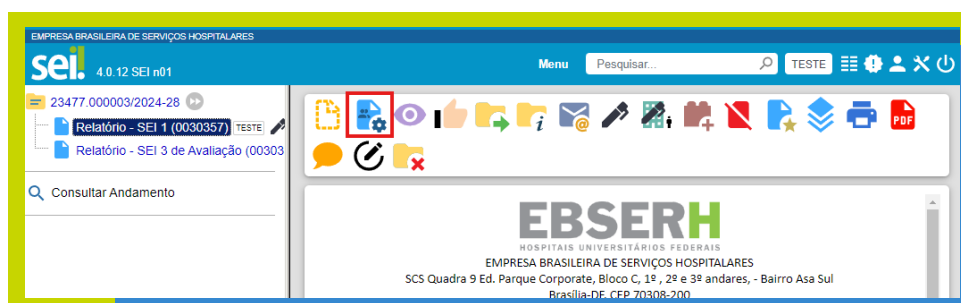 EMPRESA BRASILEIRA DE SERVIÇOS HOSPITALARES
sei! 4.0.12 SEI n01
Menu Pesquisar... TESTE
23477.000003/2024-28
Relatório - SEI 1 (0030357) TESTE
Relatório - SEI 3 de Avaliação (00303
PDF
Consultar Andamento
EBSERH
HOSPITAIS UNIVERSITÁRIOS FEDERAIS
EMPRESA BRASILEIRA DE SERVIÇOS HOSPITALARES
SCS Quadra 9 Ed. Parque Corporate, Bloco C, 1º , 2º e 3º andares, - Bairro Asa Sul
Brasília-DF, CEP 70308-200